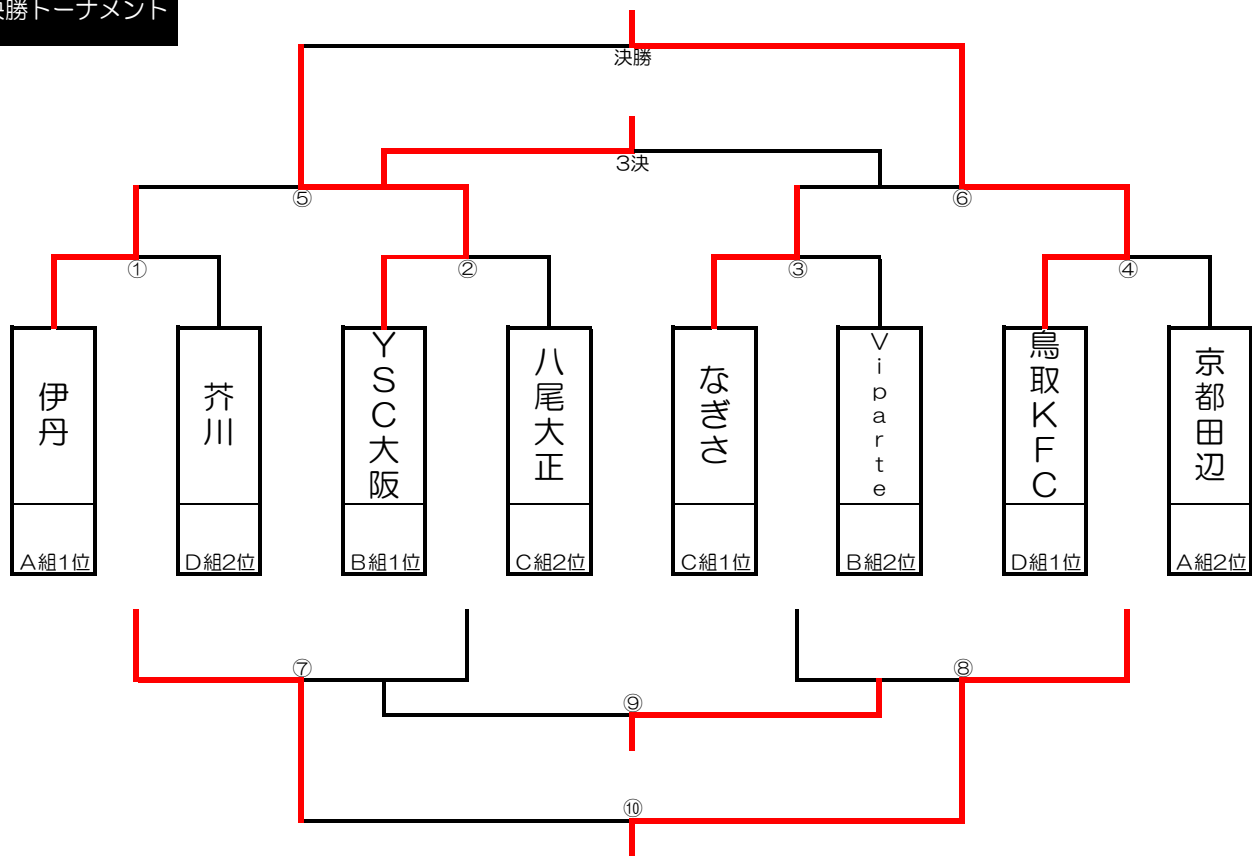 決勝トーナメント
決勝
3決
⑤
⑥
①
②
③
④
伊丹
芥川
YSC大阪
八尾大正
なぎさ
Viparte
鳥取KFC
京都田辺
A組1位
D組2位
B組1位
C組2位
C組1位
B組2位
D組1位
A組2位
⑦
⑧
⑨
⑩